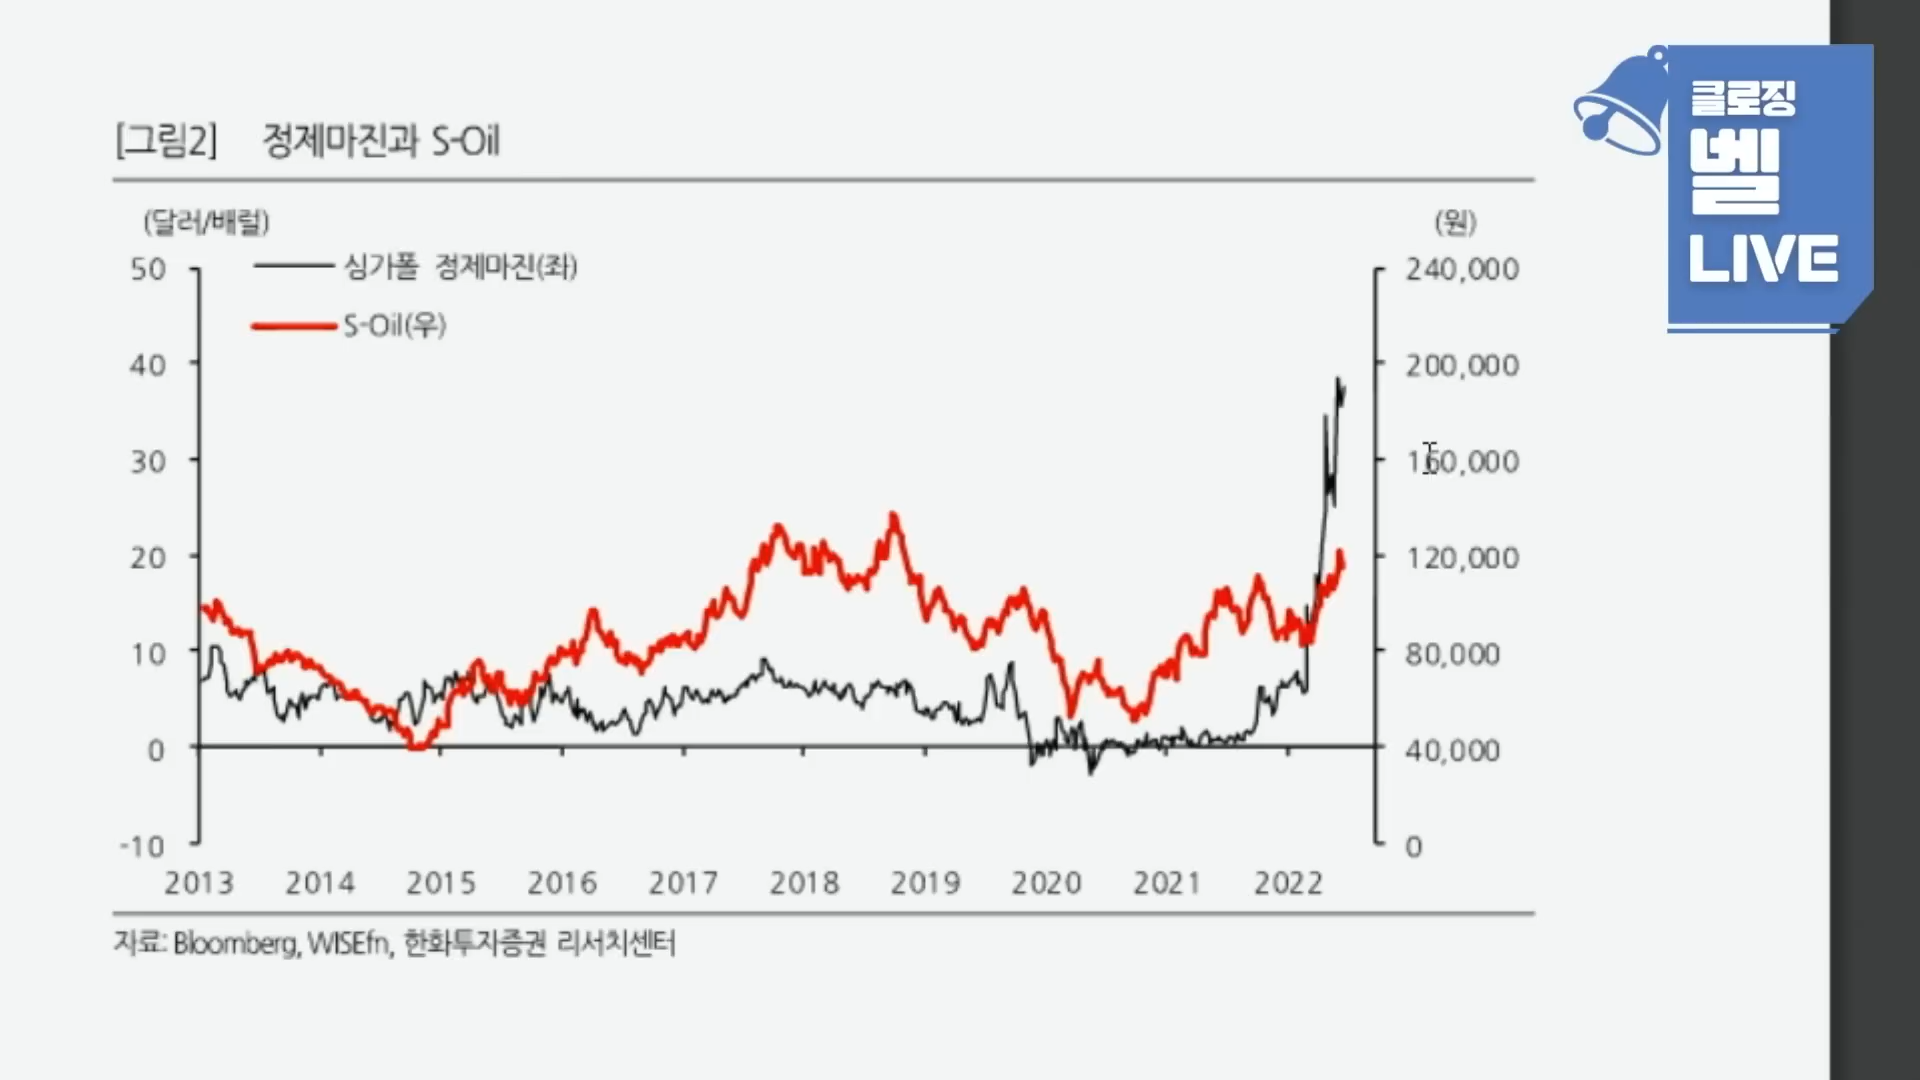 클로징
벨
LIVE
[그림2] 정제마진과 S-Oil
(달러/배럴)
(원)
싱가폴 정제마진(좌)
S-Oil(우)
50
40
30
20
10
0
-10
240,000
200,000
160,000
120,000
80,000
40,000
0
2013 2014 2015 2016 2017 2018 2019 2020 2021 2022
자료: Bloomberg, WISEfn, 한화투자증권 리서치센터